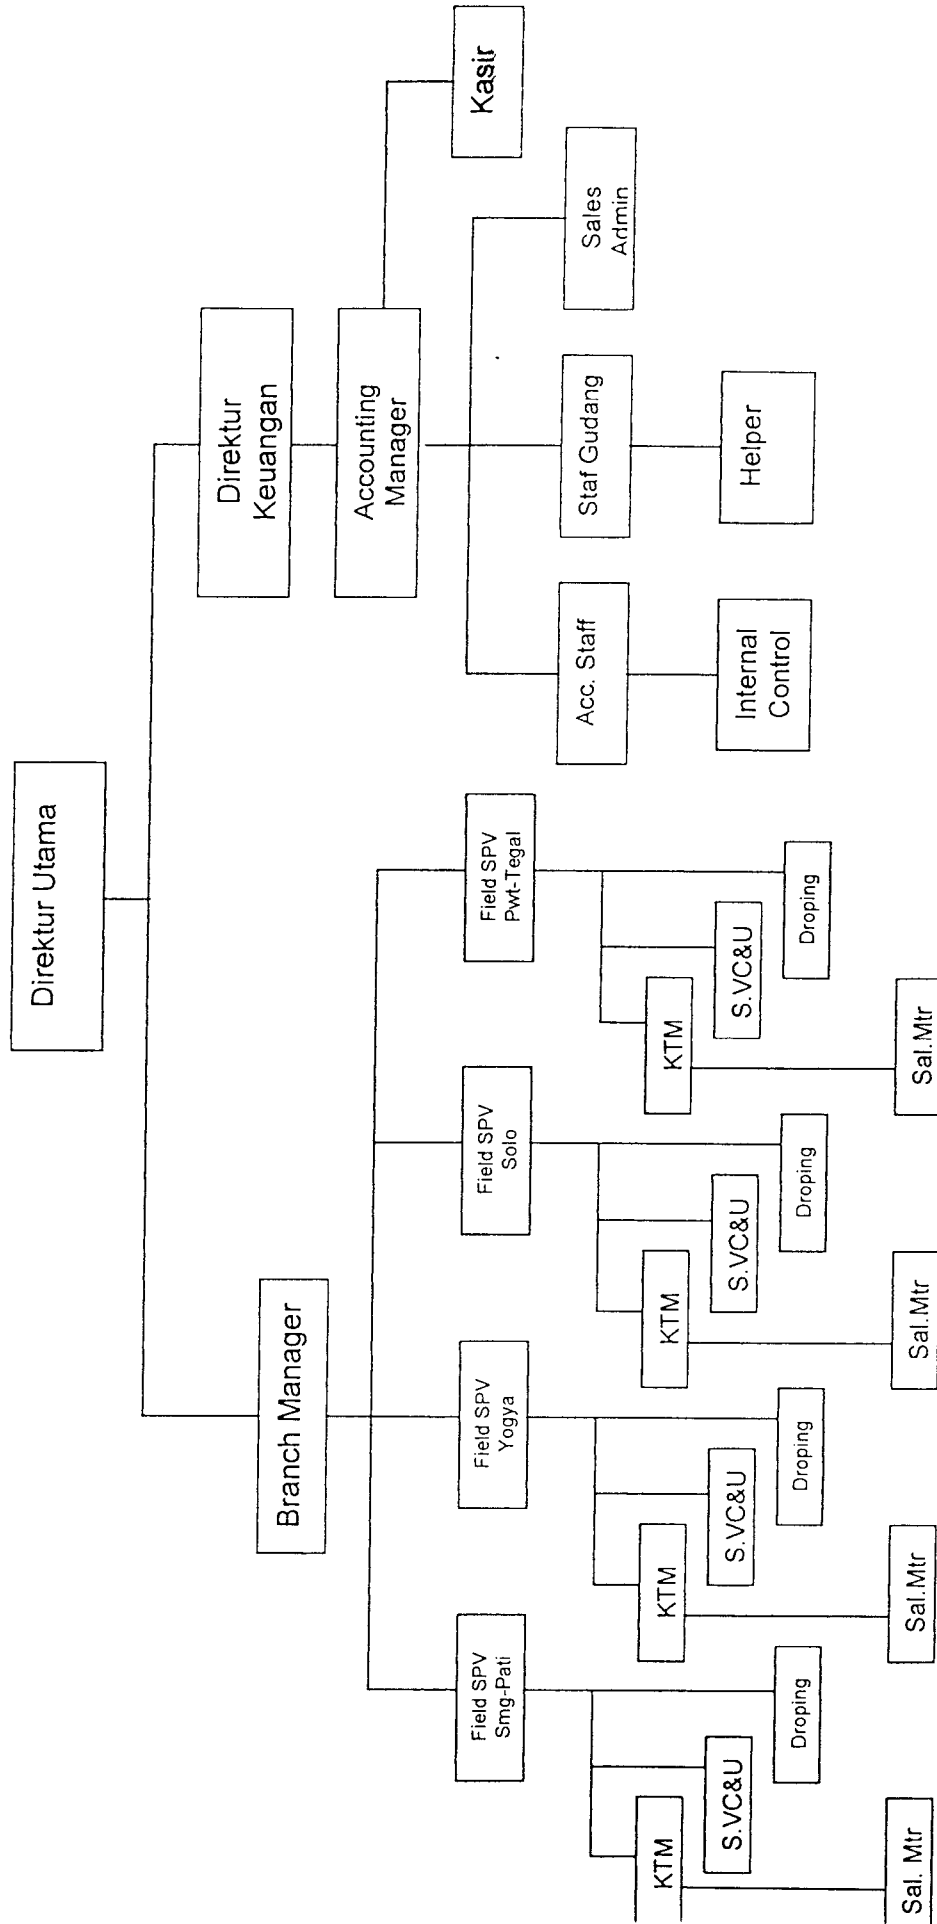 Direktur Utama
Branch Manager
Direktur
Keuangan
Accounting
Manager
Kasir
Field SPV
Smg-Pati
Field SPV
Yogya
Field SPV
Solo
Field SPV
Pwt-Tegal
Acc. Staff
Staf Gudang
Sales
Admin
KTM
S.VC&U
Droping
Sal. Mtr
KTM
S.VC&U
Droping
Sal.Mtr
KTM
S.VC&U
Droping
Sal.Mtr
KTM
S.VC&U
Droping
Sal.Mtr
Internal
Control
Helper